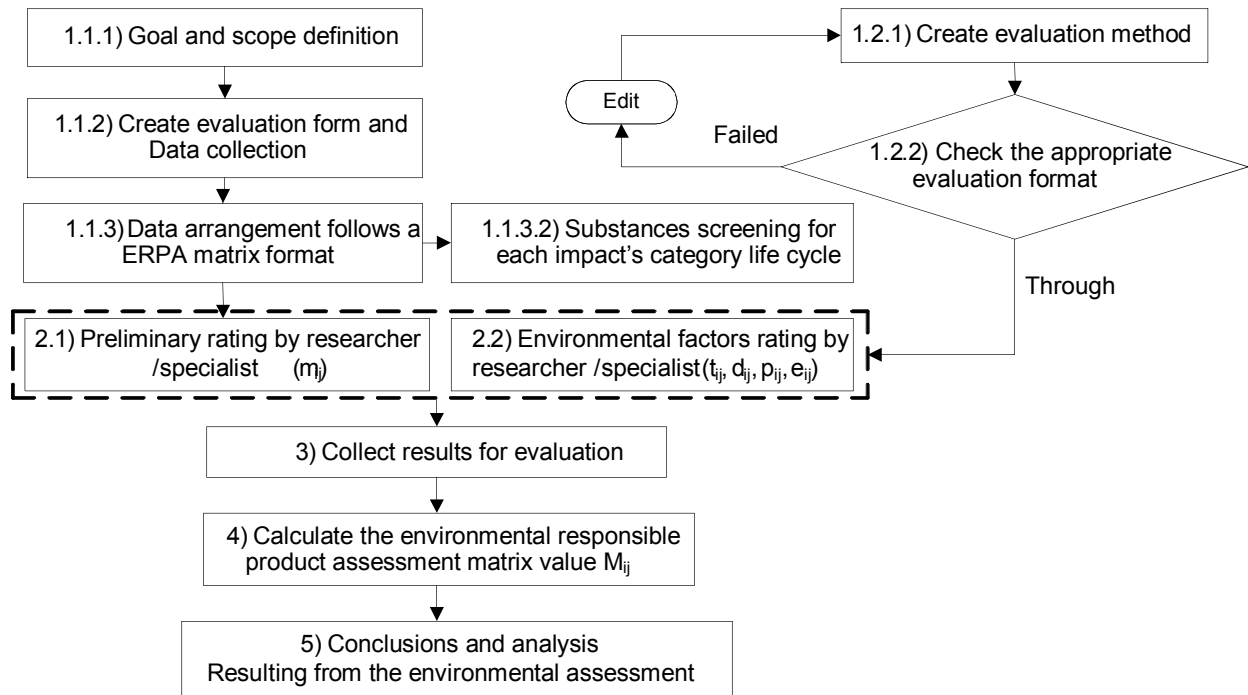 1.1.1) Goal and scope definition
1.1.2) Create evaluation form and
Data collection
1.1.3) Data arrangement follows a
ERPA matrix format
1.1.3.2) Substances screening for
each impact's category life cycle
1.2.1) Create evaluation method
Edit
Failed
1.2.2) Check the appropriate
evaluation format
Through
2.1) Preliminary rating by researcher
/specialist (mij)
2.2) Environmental factors rating by
researcher /specialist(tij, dij, pij, eij)
3) Collect results for evaluation
4) Calculate the environmental responsible
product assessment matrix value Mij
5) Conclusions and analysis
Resulting from the environmental assessment